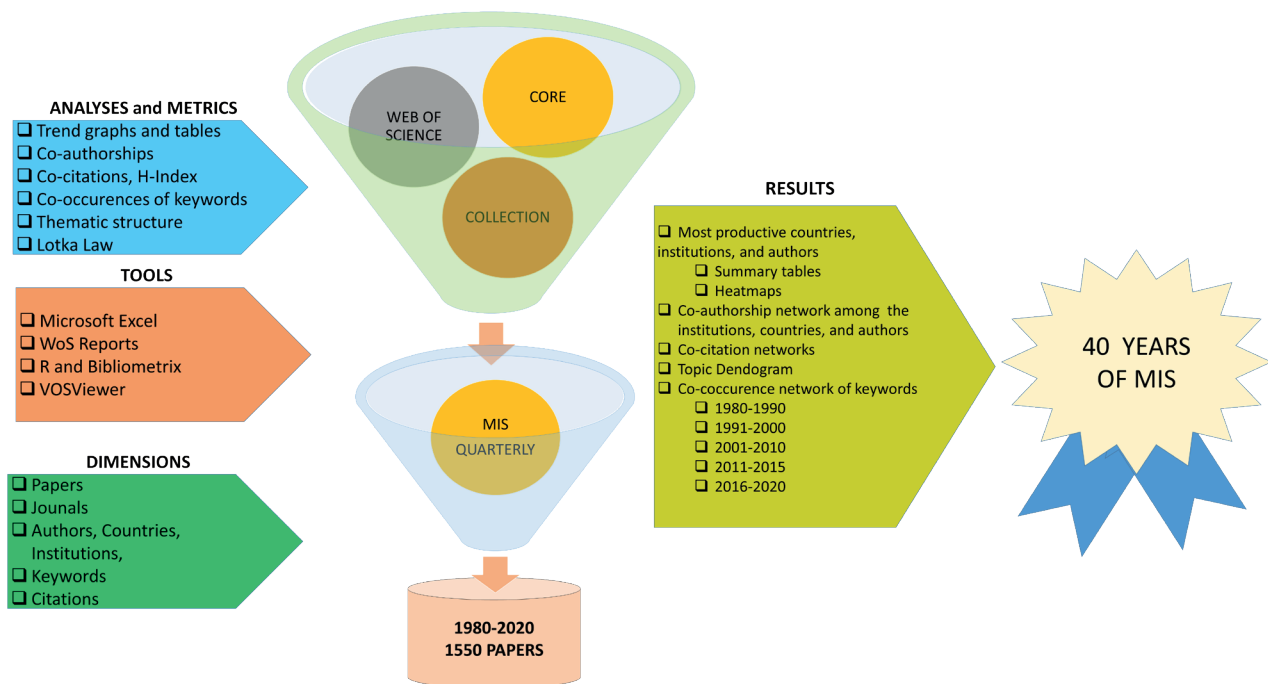 ANALYSES and METRICS
❑ Trend graphs and tables
❑ Co-authorships
❑ Co-citations, H-Index
❑ Co-occurences of keywords
❑ Thematic structure
❑ Lotka Law
TOOLS
❑ Microsoft Excel
❑ WoS Reports
❑ R and Bibliometrix
❑ VOSViewer
DIMENSIONS
❑ Papers
❑ Jounals
❑ Authors, Countries,
Institutions,
❑ Keywords
❑ Citations
WEB OF
SCIENCE
CORE
COLLECTION
MIS
QUARTERLY
1980-2020
1550 PAPERS
RESULTS
❑ Most productive countries,
institutions, and authors
❑ Summary tables
❑ Heatmaps
❑ Co-authorship network among the
institutions, countries, and authors
❑ Co-citation networks
❑ Topic Dendogram
❑ Co-coccurence network of keywords
❑ 1980-1990
❑ 1991-2000
❑ 2001-2010
❑ 2011-2015
❑ 2016-2020
40 YEARS
OF MIS